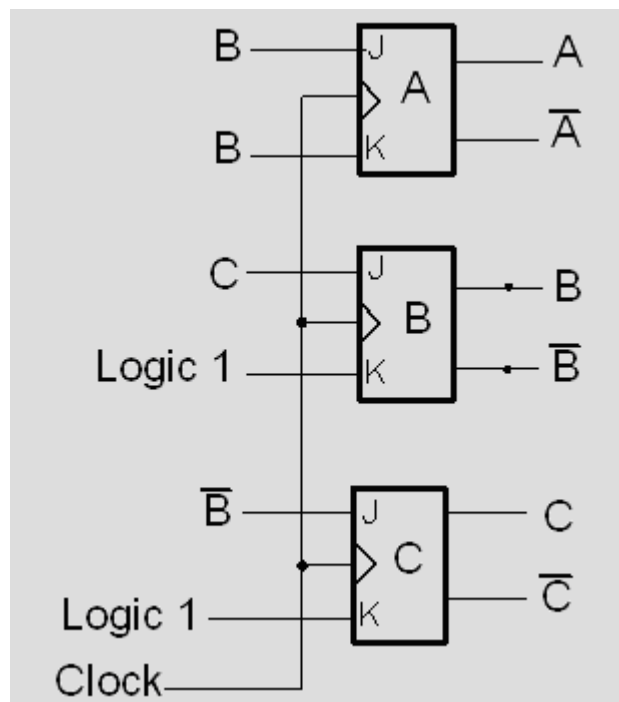 B J A A
A̅
B K
C J B B
Logic 1 K B̅
B̅ J C C
C̅
Logic 1 K
Clock